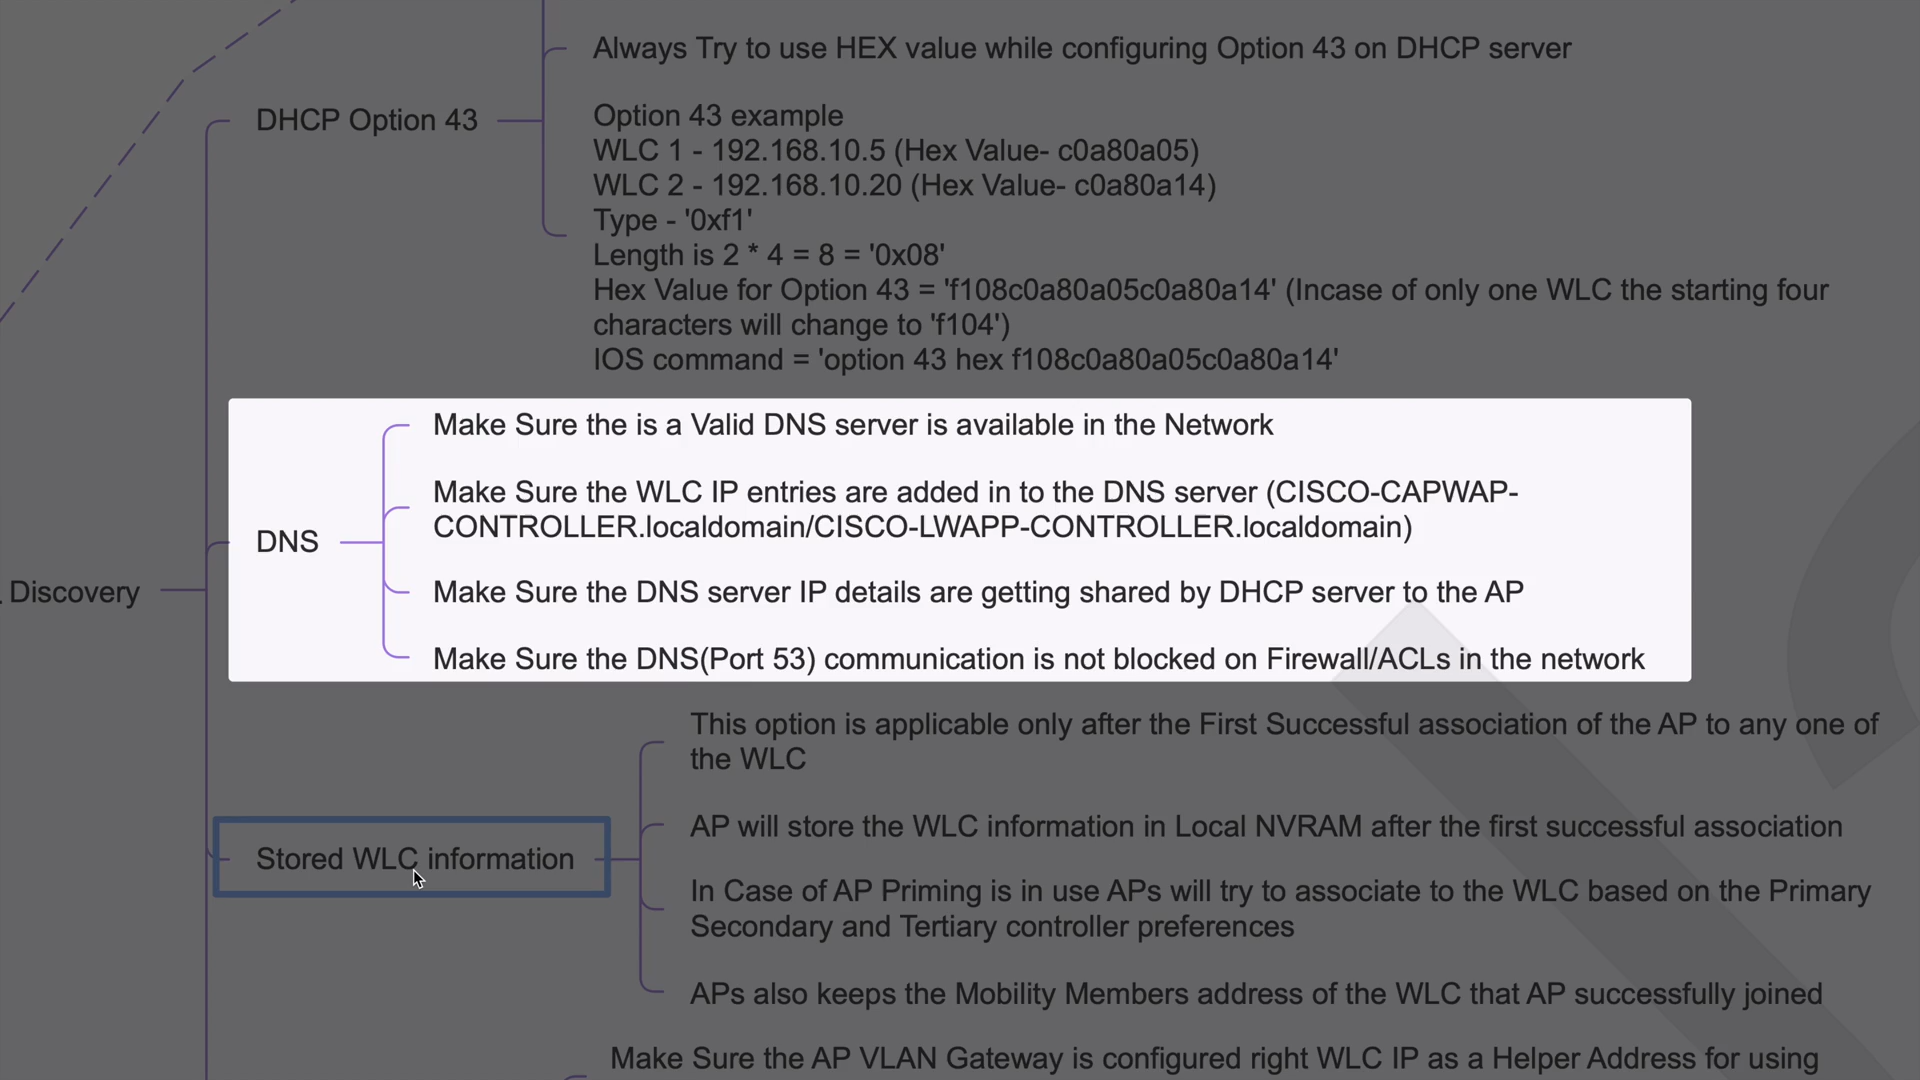 Always Try to use HEX value while configuring Option 43 on DHCP server
DHCP Option 43
Option 43 example
WLC 1 - 192.168.10.5 (Hex Value- c0a80a05)
WLC 2 - 192.168.10.20 (Hex Value- c0a80a14)
Type - '0xf1'
Length is 2 * 4 = 8 = '0x08'
Hex Value for Option 43 = 'f108c0a80a05c0a80a14' (Incase of only one WLC the starting four
characters will change to 'f104')
IOS command = 'option 43 hex f108c0a80a05c0a80a14'
Make Sure the is a Valid DNS server is available in the Network
Make Sure the WLC IP entries are added in to the DNS server (CISCO-CAPWAP-
CONTROLLER.localdomain/CISCO-LWAPP-CONTROLLER.localdomain)
DNS
Discovery
Make Sure the DNS server IP details are getting shared by DHCP server to the AP
Make Sure the DNS(Port 53) communication is not blocked on Firewall/ACLs in the network
This option is applicable only after the First Successful association of the AP to any one of
the WLC
AP will store the WLC information in Local NVRAM after the first successful association
Stored WLC information
In Case of AP Priming is in use APs will try to associate to the WLC based on the Primary
Secondary and Tertiary controller preferences
APs also keeps the Mobility Members address of the WLC that AP successfully joined
Make Sure the AP VLAN Gateway is configured right WLC IP as a Helper Address for using